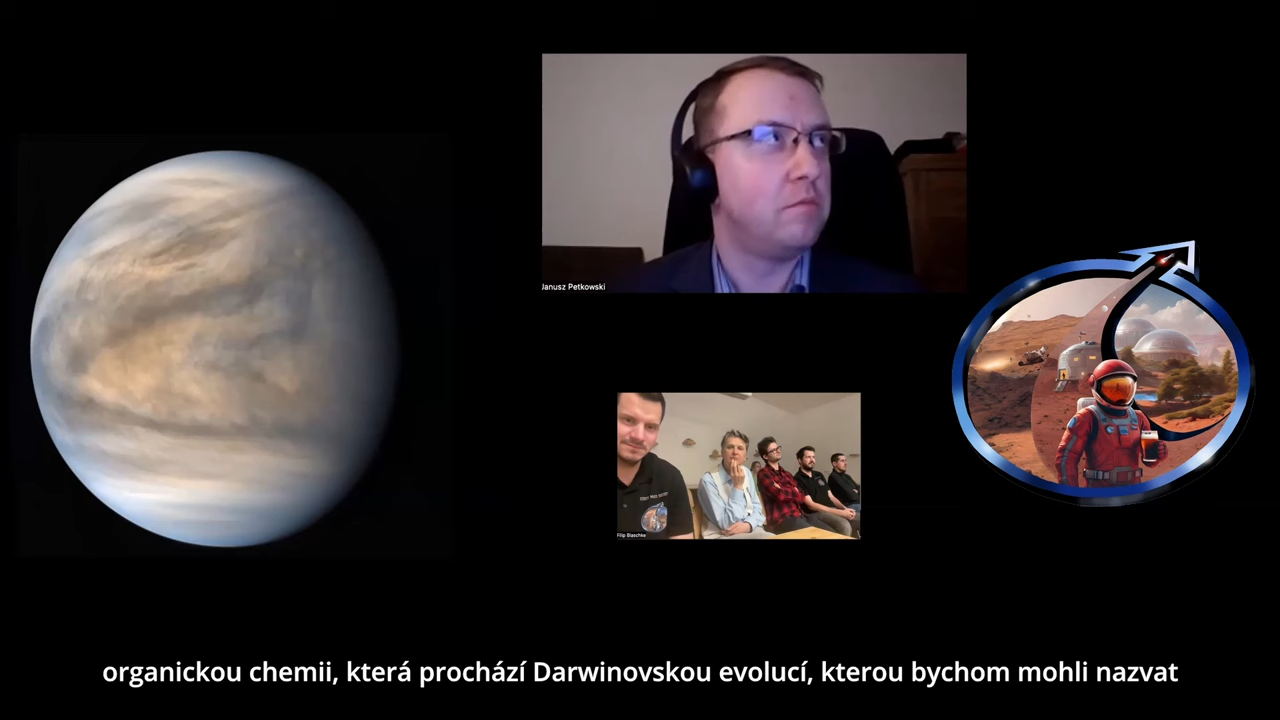 Janusz Petkowski
Filip Blaschke
organickou chemii, která prochází Darwinovskou evolucí, kterou bychom mohli nazvat